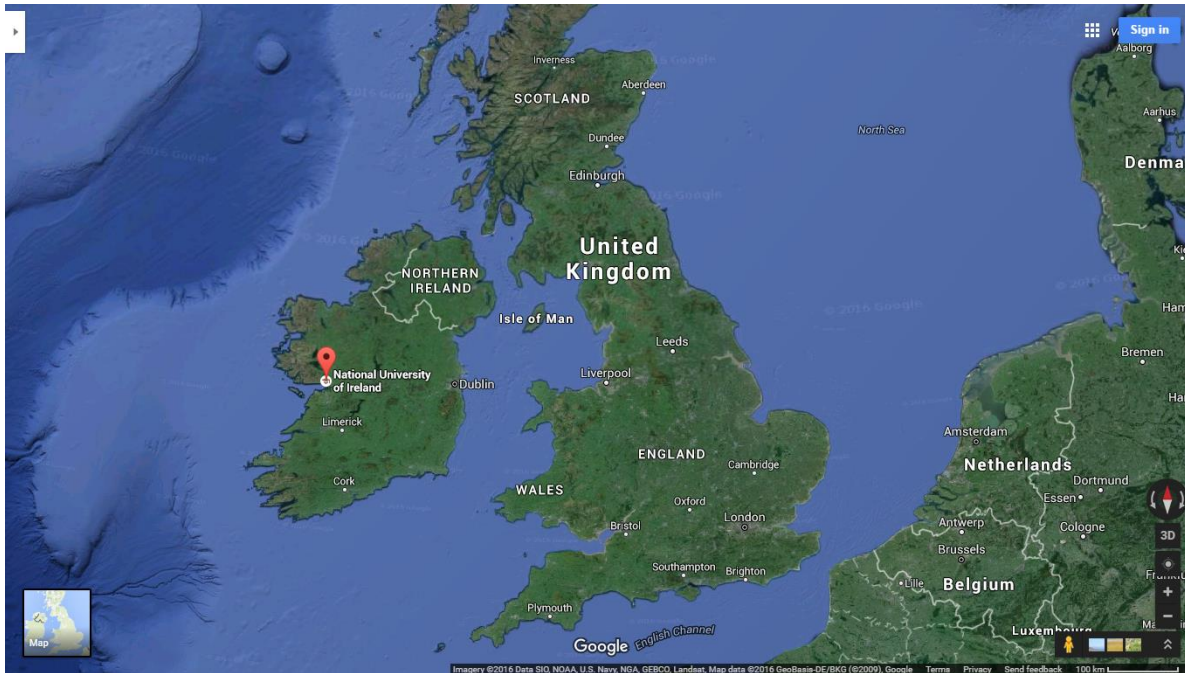 Sign in
Aalborg
Inverness
Aberdeen
SCOTLAND
Aarhus
North Sea
Dundee
Denma
Edinburgh
United
Kingdom
NORTHERN
IRELAND
Isle of Man
Ham
Leeds
Bremen
National University
of Ireland
Liverpool
Dublin
Limerick
Amsterdam
ENGLAND
Cambridge
Netherlands
Cork
WALES
Oxford
Dortmund
Essen
London
Bristol
Antwerp
Cologne
3D
Brussels
Southampton
Brighton
Lille
Belgium
Plymouth
Luxembourg
Map
Google
English Channel
Imagery ©2016 Data SIO, NOAA, U.S. Navy, NGA, GEBCO, Landsat, Map data ©2016 GeoBasis-DE/BKG (©2009), Google Terms Privacy Send feedback 100 km